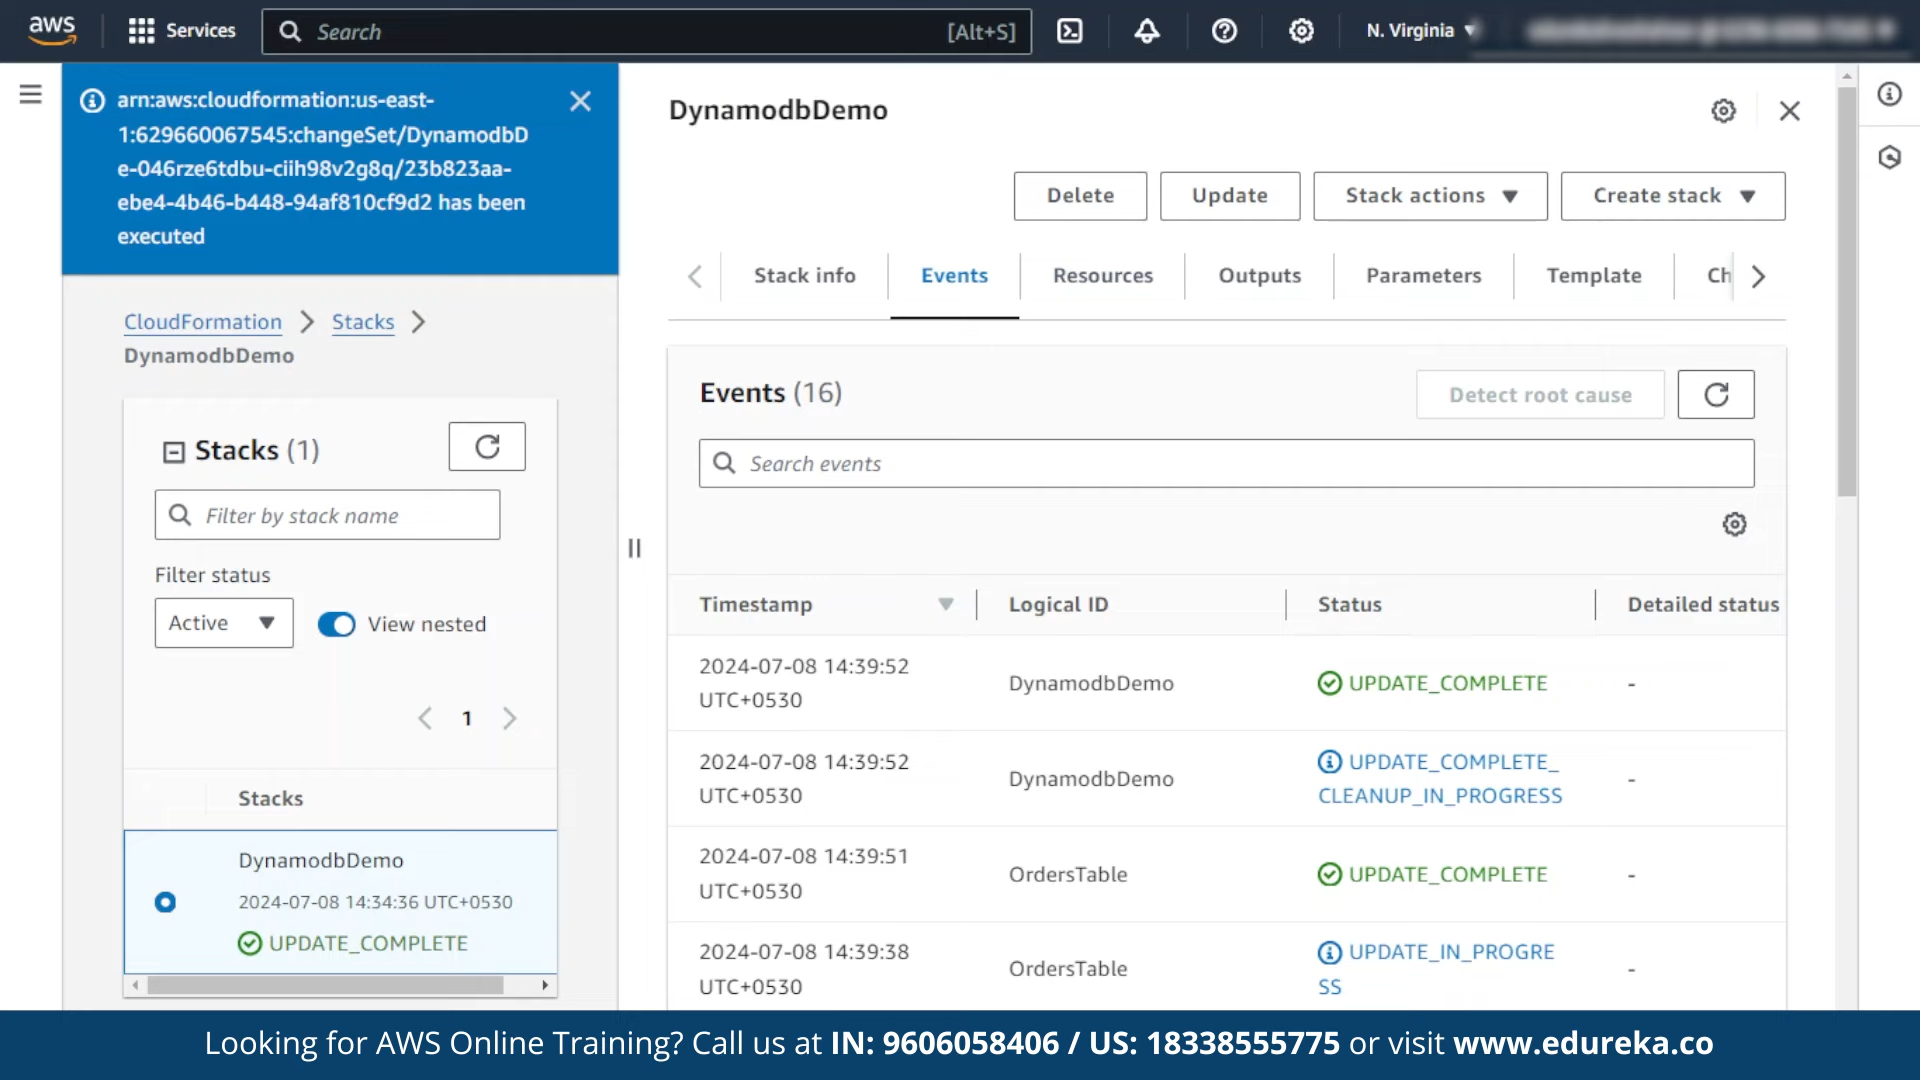 aws
Services
Search
[Alt+S]
N. Virginia
arn:aws:cloudformation:us-east-
1:629660067545:changeSet/DynamodbD
e-046rze6tdbu-ciih98v2g8q/23b823aa-
ebe4-4b46-b448-94af810cf9d2 has been
executed
CloudFormation
Stacks
DynamodbDemo
Stacks (1)
Filter by stack name
Filter status
Active
View nested
1
Stacks
DynamodbDemo
2024-07-08 14:34:36 UTC+0530
UPDATE_COMPLETE
DynamodbDemo
Delete
Update
Stack actions
Create stack
Stack info
Events
Resources
Outputs
Parameters
Template
Ch
Events (16)
Detect root cause
Search events
Timestamp
Logical ID
Status
Detailed status
2024-07-08 14:39:52
UTC+0530
DynamodbDemo
UPDATE_COMPLETE
-
2024-07-08 14:39:52
UTC+0530
DynamodbDemo
UPDATE_COMPLETE_
CLEANUP_IN_PROGRESS
-
2024-07-08 14:39:51
UTC+0530
OrdersTable
UPDATE_COMPLETE
-
2024-07-08 14:39:38
UTC+0530
OrdersTable
UPDATE_IN_PROGRE
SS
-
Looking for AWS Online Training? Call us at IN: 9606058406 / US: 18338555775 or visit www.edureka.co